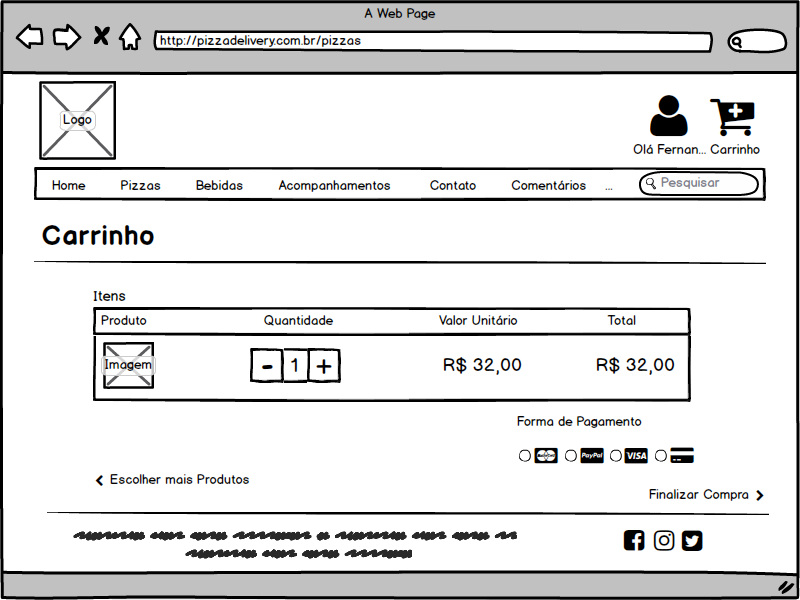 A Web Page
http://pizzadelivery.com.br/pizzas
Logo
Olá Fernan... Carrinho
Home Pizzas Bebidas Acompanhamentos Contato Comentários ... Pesquisar
Carrinho
Itens
Produto Quantidade Valor Unitário Total
Imagem - 1 + R$ 32,00 R$ 32,00
Forma de Pagamento
PayPal VISA
Escolher mais Produtos
Finalizar Compra